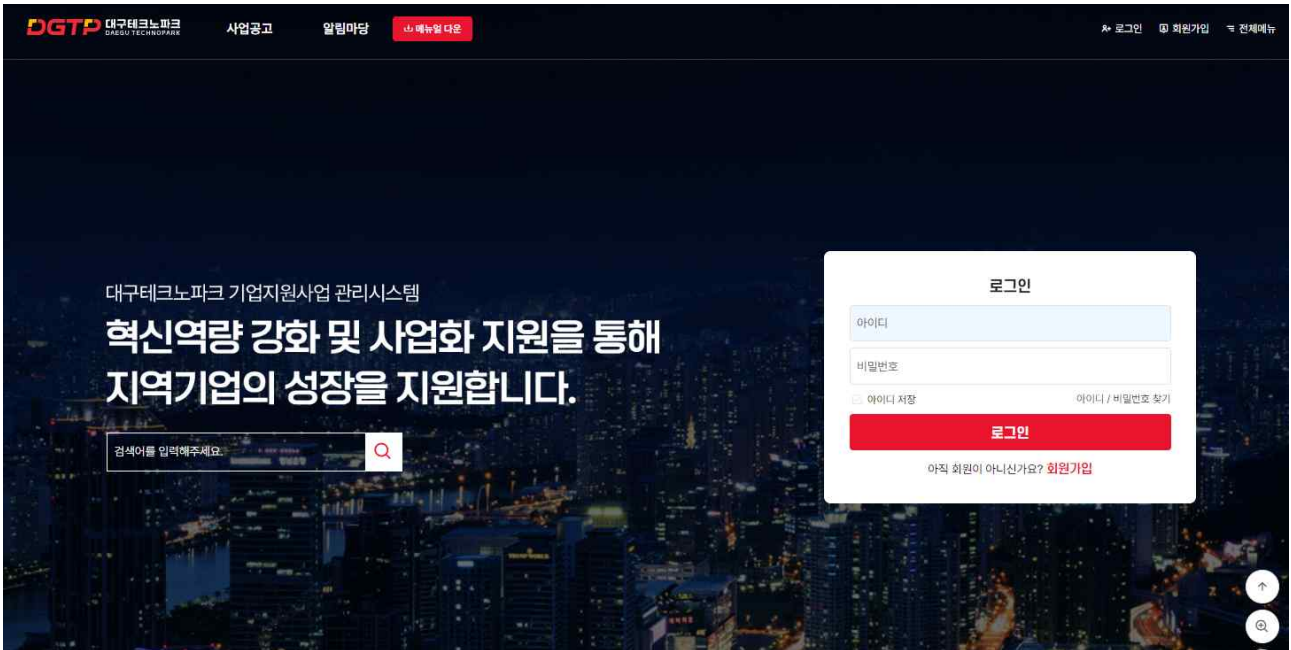 DGTP 대구테크노파크
DAEGU TECHNOPARK
사업공고
알림마당
매뉴얼 다운
로그인
회원가입
전체메뉴
대구테크노파크 기업지원사업 관리시스템
혁신역량 강화 및 사업화 지원을 통해
지역기업의 성장을 지원합니다.
검색어를 입력해주세요.
로그인
아이디
비밀번호
아이디 저장
아이디 / 비밀번호 찾기
로그인
아직 회원이 아니신가요? 회원가입